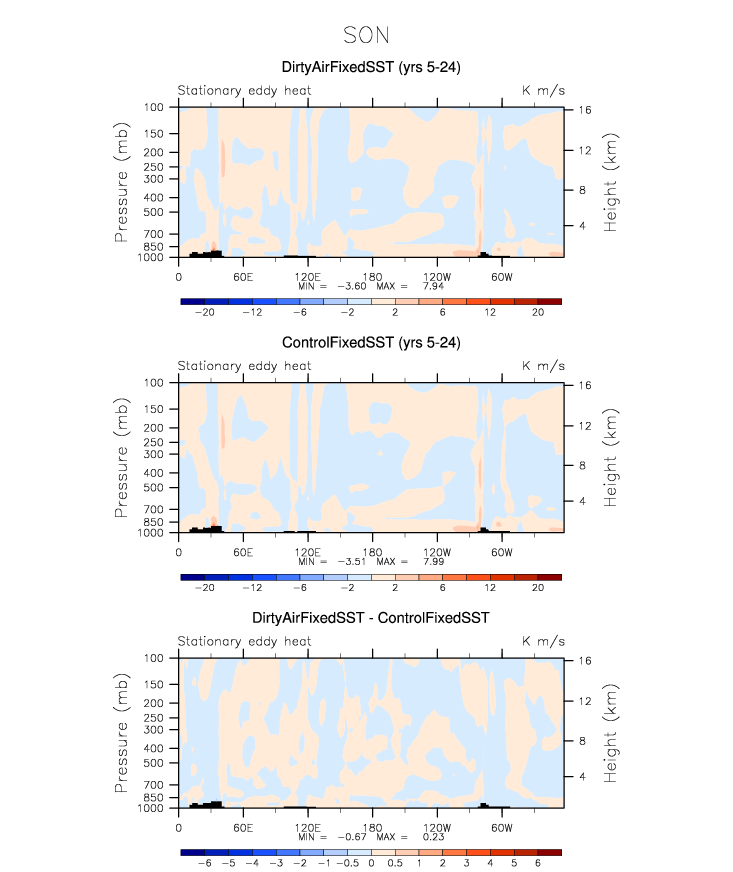 SON
DirtyAirFixedSST (yrs 5-24)
Stationary eddy heat K m/s
Pressure (mb)
100
150
200
250
300
400
500
700
850
1000
16
12
8
4
Height (km)
0 60E 120E 180 120W 60W
MIN = -3.60 MAX = 7.94
-20 -12 -6 -2 2 6 12 20
ControlFixedSST (yrs 5-24)
Stationary eddy heat K m/s
Pressure (mb)
100
150
200
250
300
400
500
700
850
1000
16
12
8
4
Height (km)
0 60E 120E 180 120W 60W
MIN = -3.51 MAX = 7.99
-20 -12 -6 -2 2 6 12 20
DirtyAirFixedSST - ControlFixedSST
Stationary eddy heat K m/s
Pressure (mb)
100
150
200
250
300
400
500
700
850
1000
16
12
8
4
Height (km)
0 60E 120E 180 120W 60W
MIN = -0.67 MAX = 0.23
-6 -5 -4 -3 -2 -1 -0.5 0 0.5 1 2 3 4 5 6